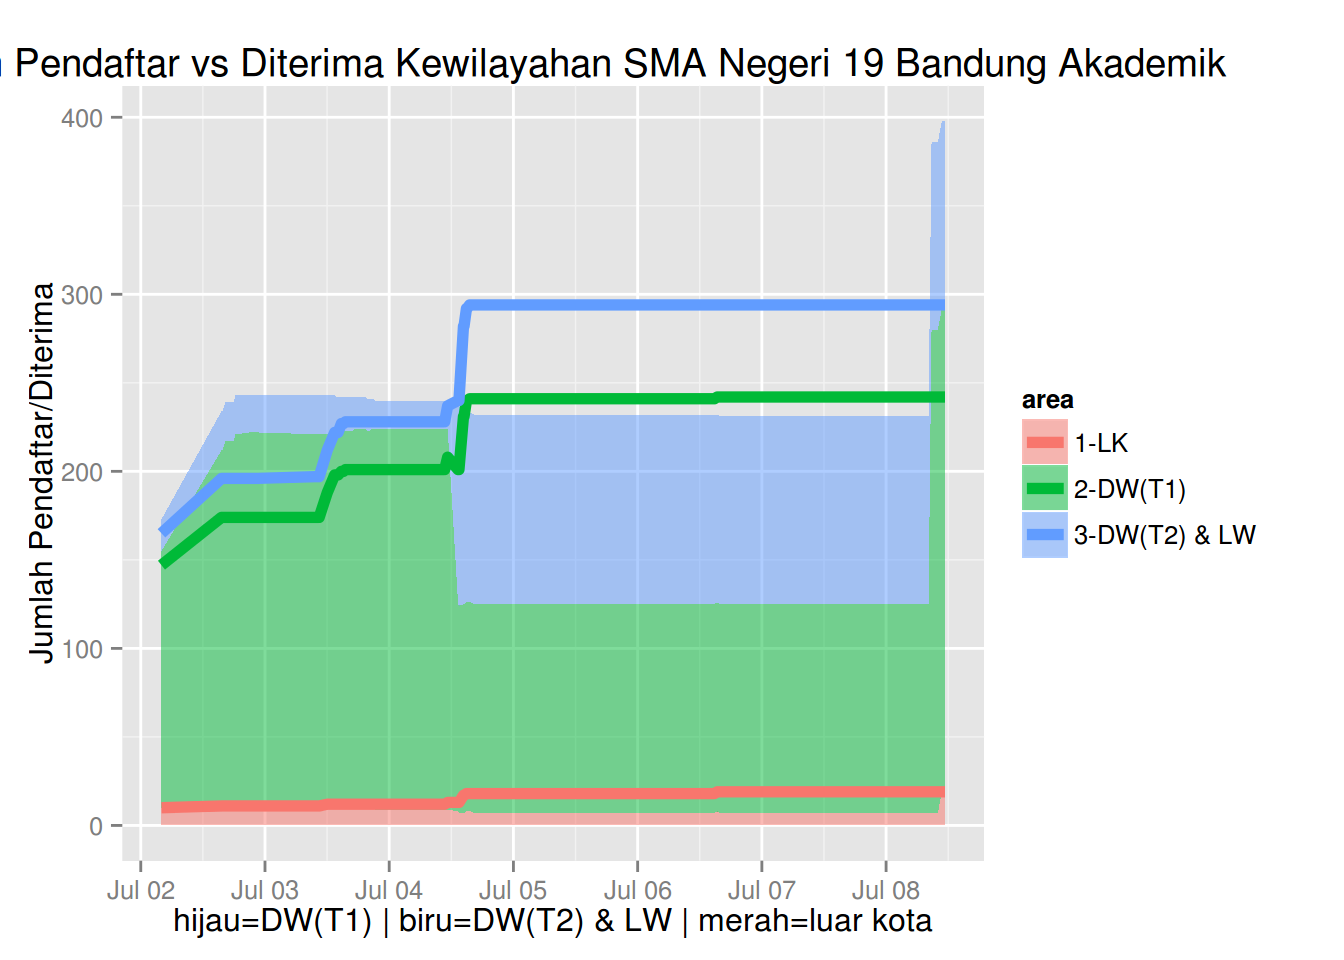 Pendaftar vs Diterima Kewilayahan SMA Negeri 19 Bandung Akademik
Jumlah Pendaftar/Diterima
400
300
200
100
0
Jul 02 Jul 03 Jul 04 Jul 05 Jul 06 Jul 07 Jul 08
hijau=DW(T1) | biru=DW(T2) & LW | merah=luar kota
area
1-LK
2-DW(T1)
3-DW(T2) & LW